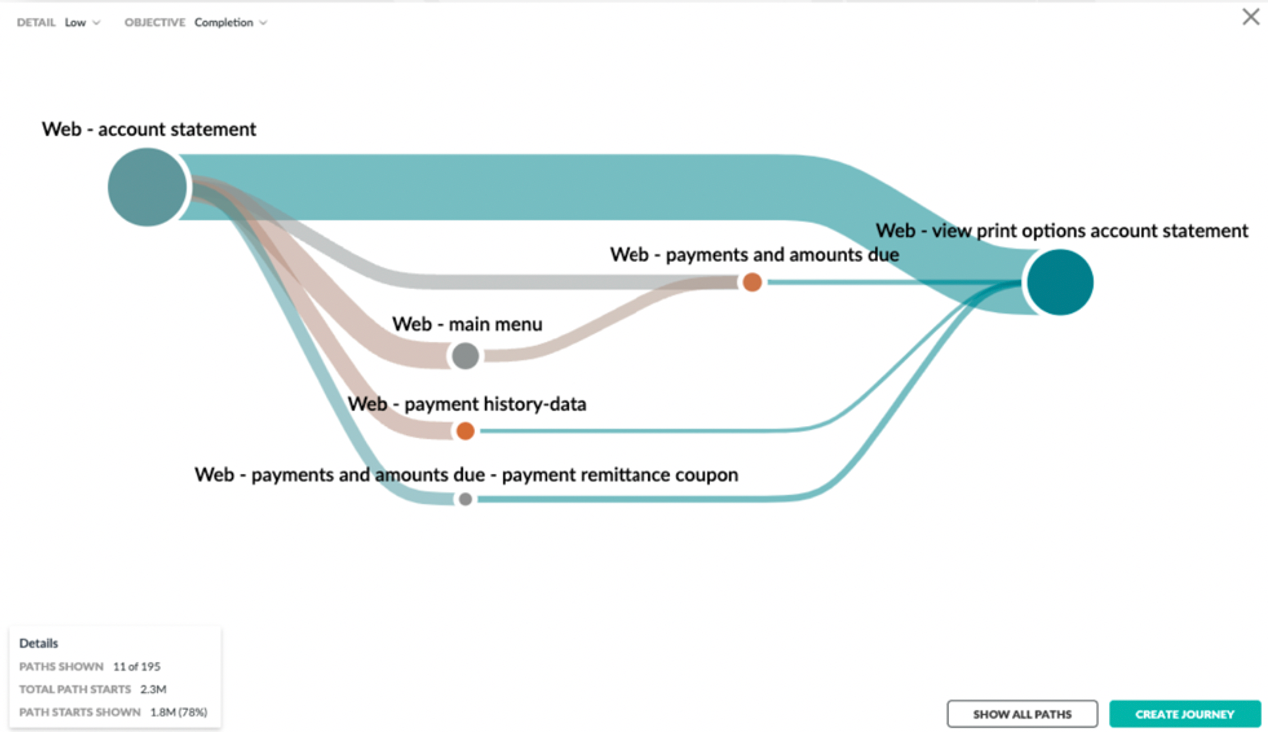 DETAIL Low OBJECTIVE Completion
Web - account statement
Web - view print options account statement
Web - payments and amounts due
Web - main menu
Web - payment history-data
Web - payments and amounts due - payment remittance coupon
Details
PATHS SHOWN 11 of 195
TOTAL PATH STARTS 2.3M
PATH STARTS SHOWN 1.8M (78%)
SHOW ALL PATHS CREATE JOURNEY